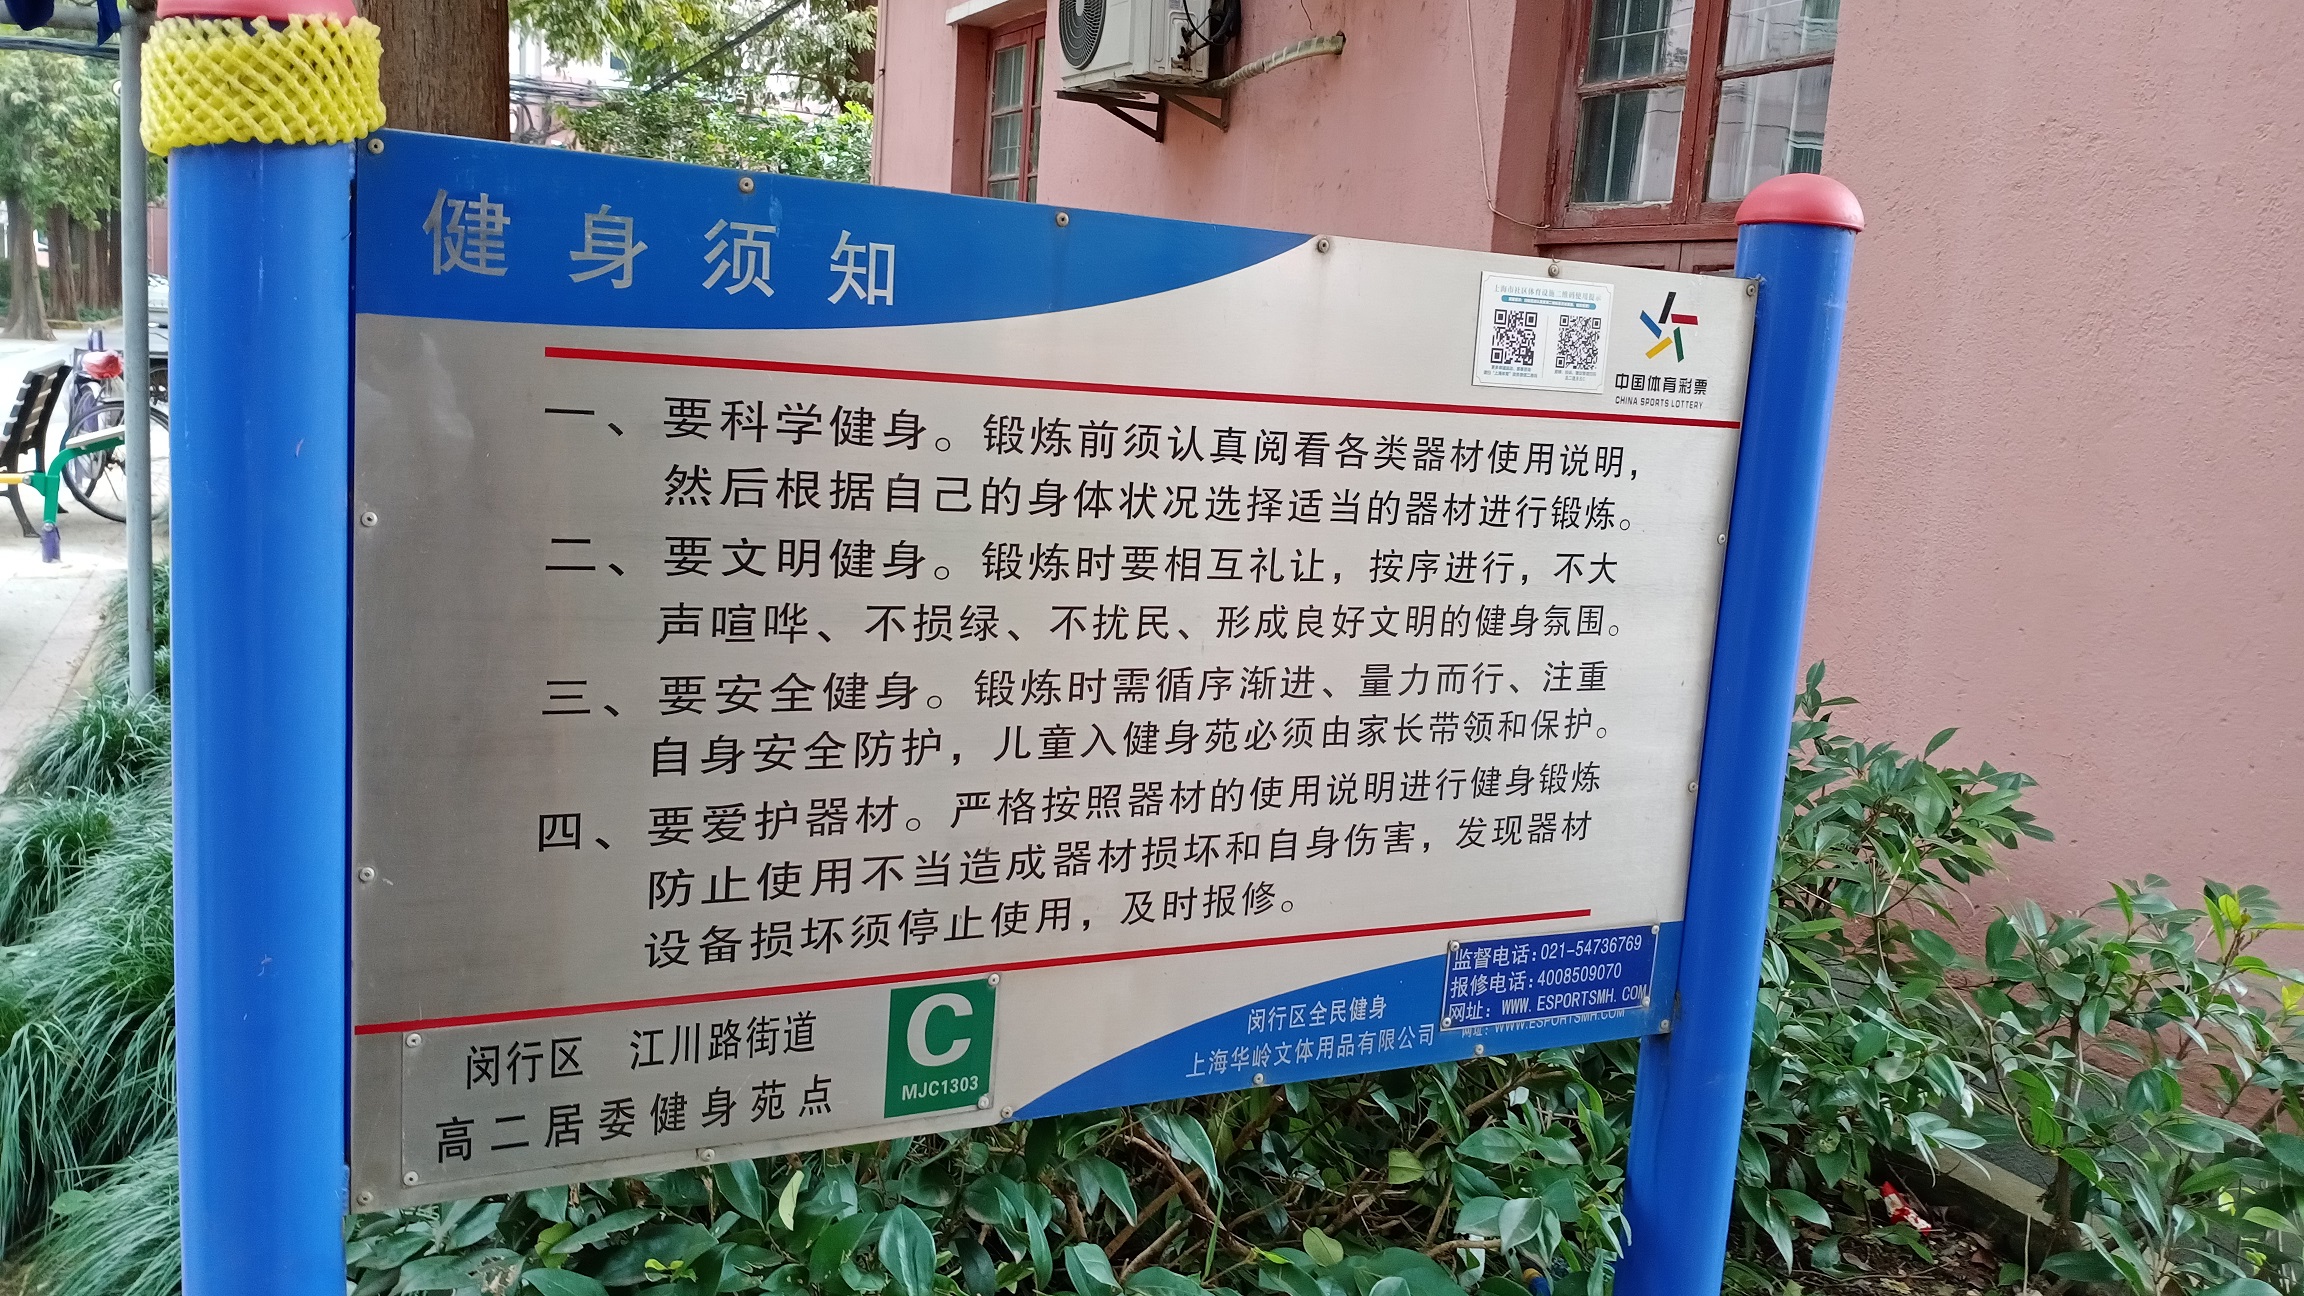 健身须知
中国体育彩票
CHINA SPORTS LOTTERY
一、要科学健身。锻炼前须认真阅看各类器材使用说明，
然后根据自己的身体状况选择适当的器材进行锻炼。
二、要文明健身。锻炼时要相互礼让，按序进行，不大
声喧哗、不损绿、不扰民、形成良好文明的健身氛围。
三、要安全健身。锻炼时需循序渐进、量力而行、注重
自身安全防护，儿童入健身苑必须由家长带领和保护。
四、要爱护器材。严格按照器材的使用说明进行健身锻炼
防止使用不当造成器材损坏和自身伤害，发现器材
设备损坏须停止使用，及时报修。
闵行区 江川路街道
高二居委健身苑点
C
MJC1303
闵行区全民健身
上海华岭文体用品有限公司
监督电话：021-54736769
报修电话：4008509070
网址：WWW.ESPORTSMH.COM
网址：WWW.ESPORTSMH.COM